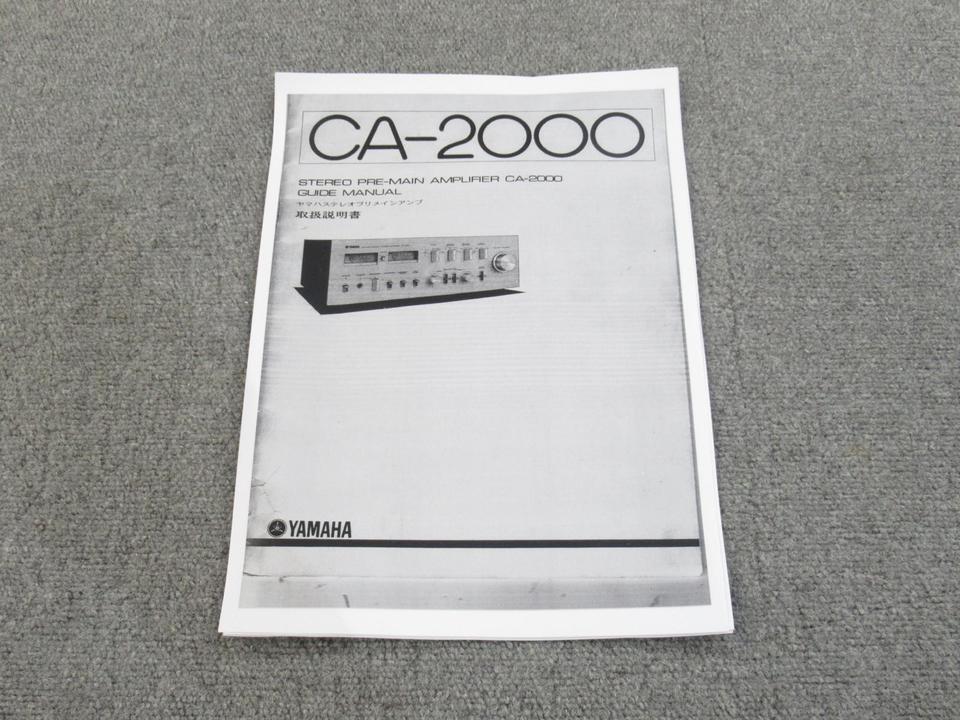 CA-2000
STEREO PRE-MAIN AMPLIFIER CA-2000
GUIDE MANUAL
ヤマハステレオプリメインアンプ
取扱説明書
YAMAHA
YAMAHA